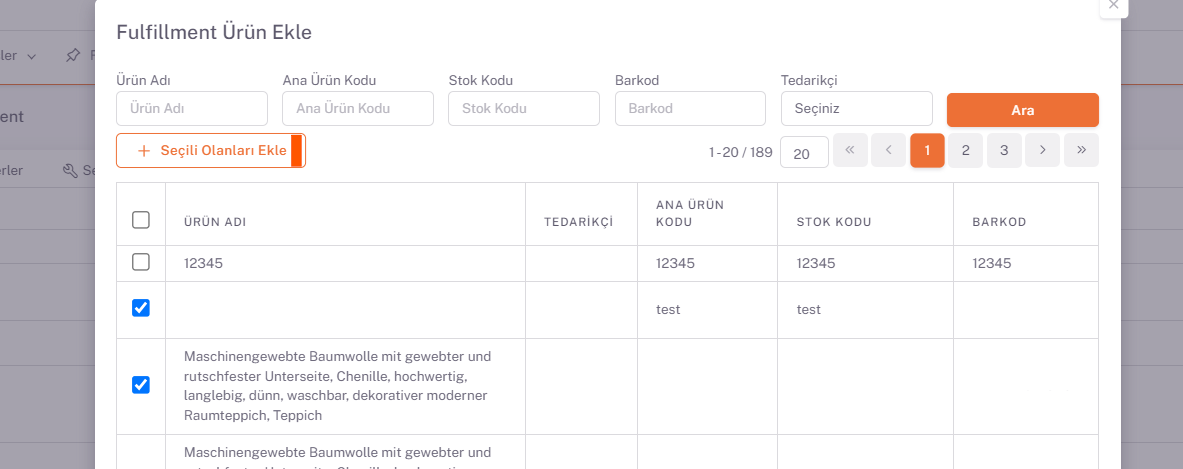 Fulfillment Ürün Ekle
ler
Ürün Adı Ana Ürün Kodu Stok Kodu Barkod Tedarikçi
Ürün Adı Ana Ürün Kodu Stok Kodu Barkod Seçiniz Ara
ent
+ Seçili Olanları Ekle 1 - 20 / 189 20 « < 1 2 3 > »
rler
ÜRÜN ADI TEDARİKÇİ ANA ÜRÜN KODU STOK KODU BARKOD
12345 12345 12345 12345
test test
Maschinengewebte Baumwolle mit gewebter und
rutschfester Unterseite, Chenille, hochwertig,
langlebig, dünn, waschbar, dekorativer moderner
Raumteppich, Teppich
Maschinengewebte Baumwolle mit gewebter und